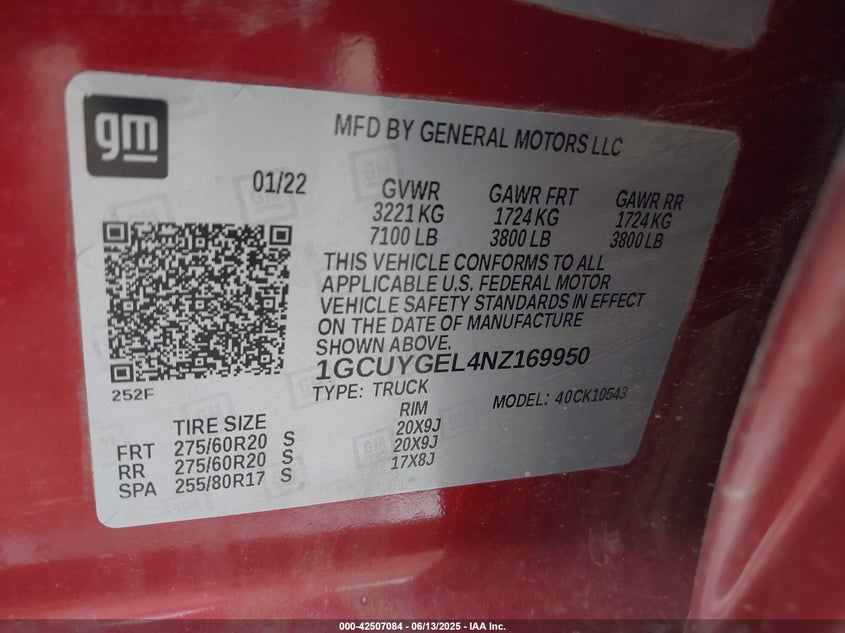 gm
MFD BY GENERAL MOTORS LLC
01/22
GVWR GAWR FRT GAWR RR
3221 KG 1724 KG 1724 KG
7100 LB 3800 LB 3800 LB
THIS VEHICLE CONFORMS TO ALL
APPLICABLE U.S. FEDERAL MOTOR
VEHICLE SAFETY STANDARDS IN EFFECT
ON THE DATE OF MANUFACTURE
SHOWN ABOVE.
1GCUYGEL4NZ169950
TYPE: TRUCK MODEL: 40CK10543
252F
TIRE SIZE RIM
FRT 275/60R20 S 20X9J
RR 275/60R20 S 20X9J
SPA 255/80R17 S 17X8J
000-42507084 | 06/13/2025 - IAA Inc.